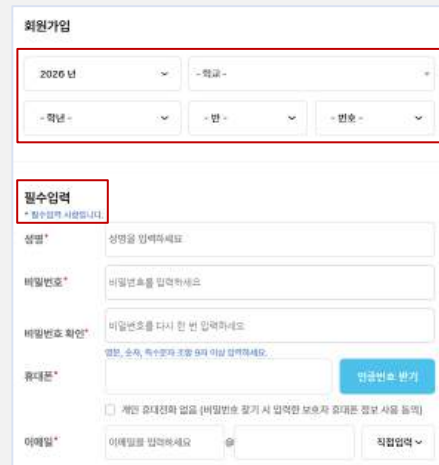 회원가입
2026 년 - 학교 -
- 학년 - - 반 - - 번호 -
필수입력
* 필수입력 사항입니다.
성명* 성명을 입력하세요
비밀번호* 비밀번호를 입력하세요
비밀번호 확인* 비밀번호를 다시 한 번 입력하세요
영문, 숫자, 특수문자 조합 9자 이상 입력하세요.
휴대폰* 인증번호 받기
개인 휴대전화 없음 (비밀번호 찾기 시 입력한 보호자 휴대폰 정보 사용 동의)
이메일* 이메일을 입력하세요 @ 직접입력